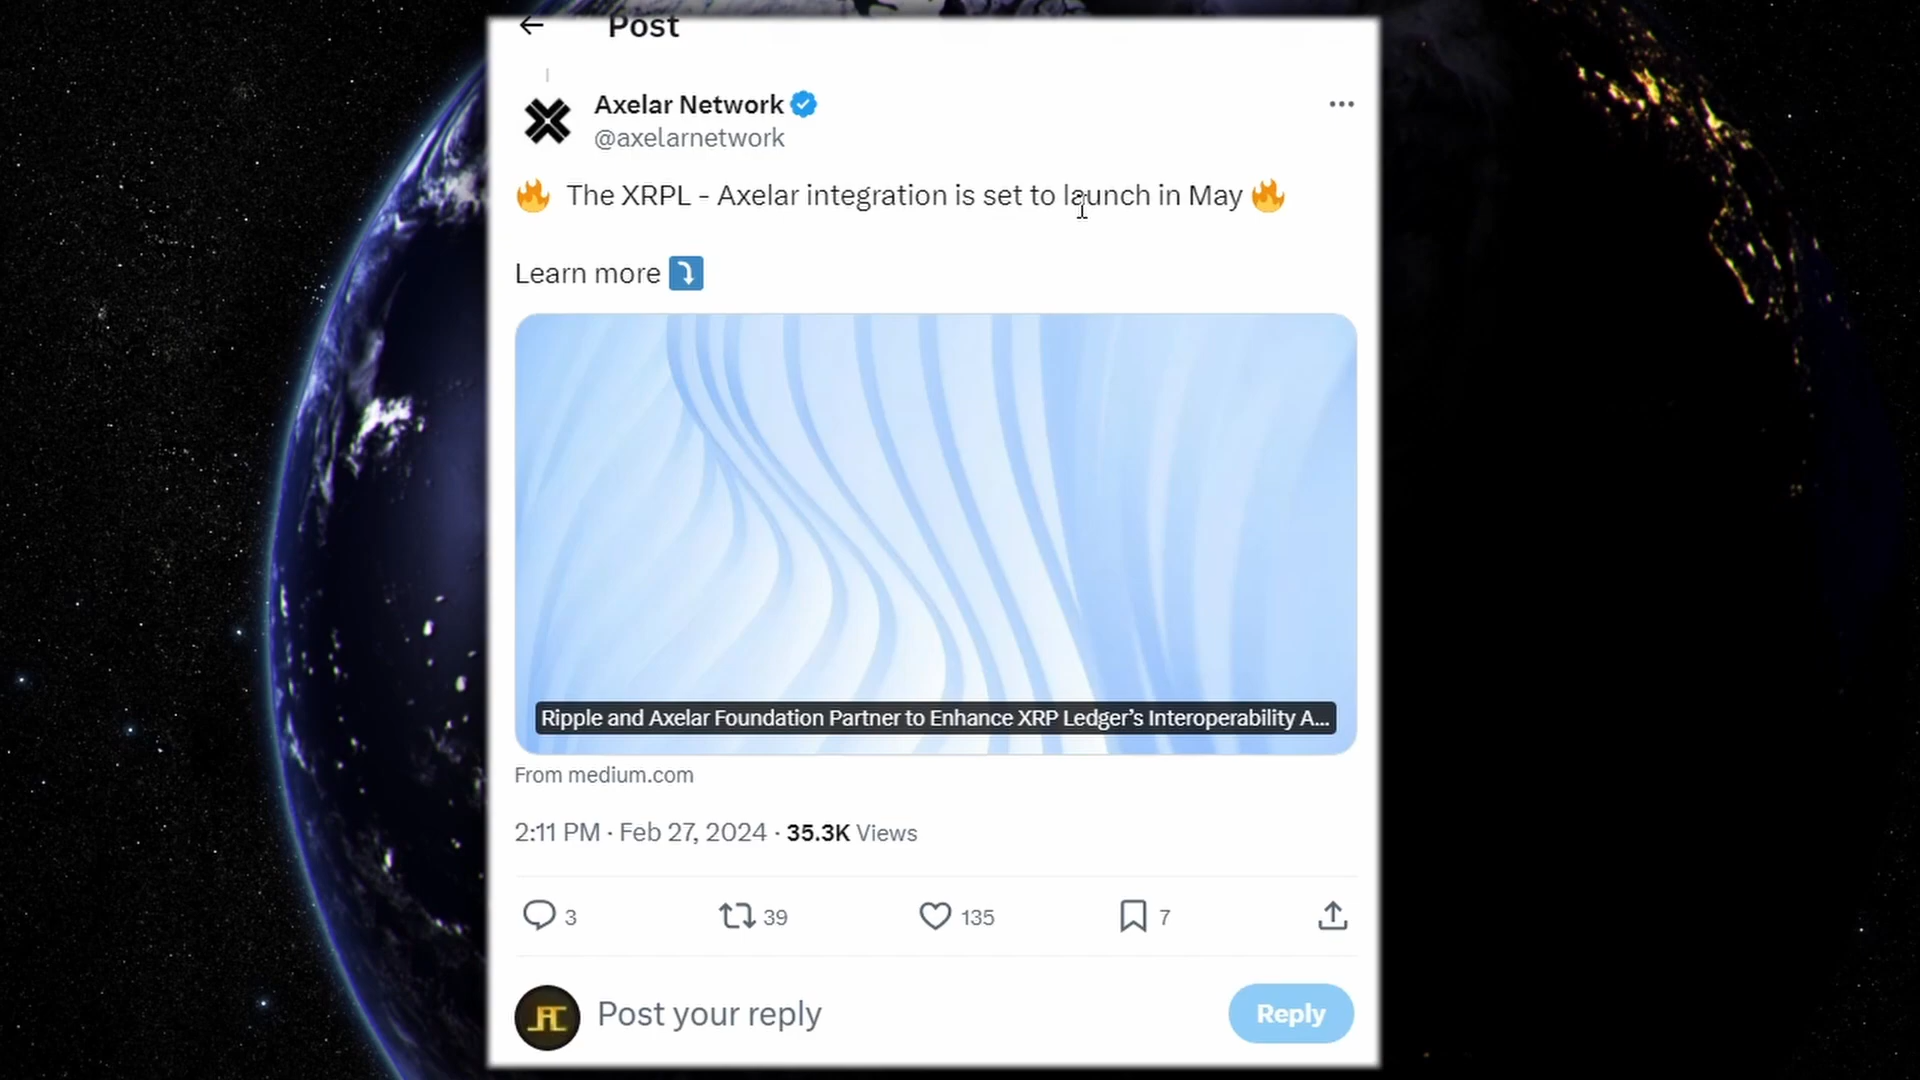 Post
Axelar Network
@axelarnetwork
🔥 The XRPL - Axelar integration is set to launch in May 🔥
Learn more ⤵️
Ripple and Axelar Foundation Partner to Enhance XRP Ledger’s Interoperability A...
From medium.com
2:11 PM · Feb 27, 2024 · 35.3K Views
3 39 135 7
Post your reply
Reply